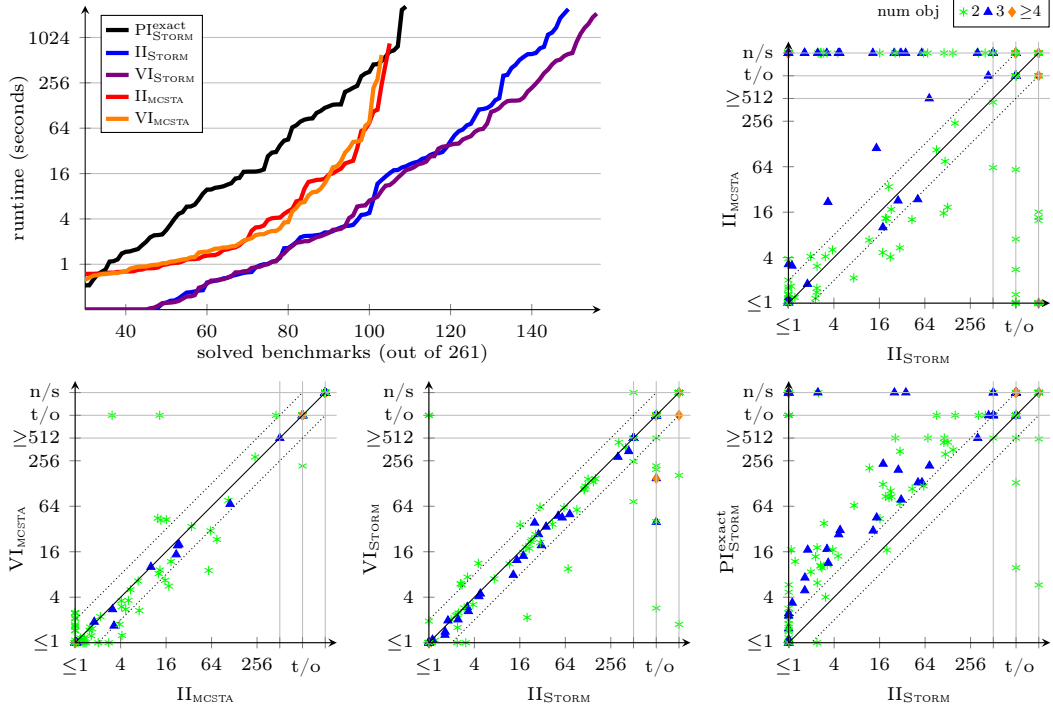 1024
256
64
16
4
1
40
60
80
100
120
140
runtime (seconds)
solved benchmarks (out of 261)
PI^exact_STORM
II_STORM
VI_STORM
II_MCSTA
VI_MCSTA
num obj 2 3 ≥4
n/s
t/o
≥512
256
64
16
4
≤1
≤1 4 16 64 256 t/o
II_MCSTA
II_STORM
n/s
t/o
≥512
256
64
16
4
≤1
≤1 4 16 64 256 t/o
VI_MCSTA
II_MCSTA
n/s
t/o
≥512
256
64
16
4
≤1
≤1 4 16 64 256 t/o
VI_STORM
II_STORM
n/s
t/o
≥512
256
64
16
4
≤1
≤1 4 16 64 256 t/o
PI^exact_STORM
II_STORM